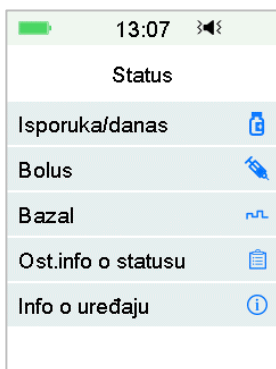 13:07
Status
Isporuka/danas
Bolus
Bazal
Ost.info o statusu
Info o uređaju